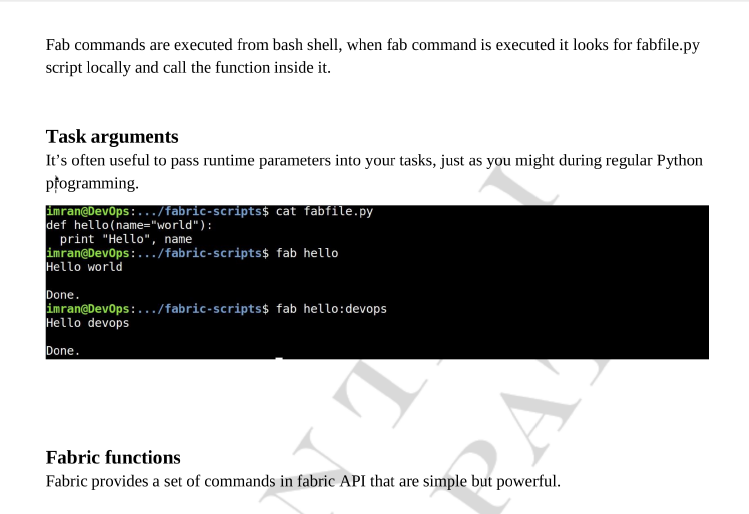 Fab commands are executed from bash shell, when fab command is executed it looks for fabfile.py
script locally and call the function inside it.
Task arguments
It's often useful to pass runtime parameters into your tasks, just as you might during regular Python
programming.
imran@DevOps:.../fabric-scripts$ cat fabfile.py
def hello(name="world"):
  print "Hello", name
imran@DevOps:.../fabric-scripts$ fab hello
Hello world
Done.
imran@DevOps:.../fabric-scripts$ fab hello:devops
Hello devops
Done.
Fabric functions
Fabric provides a set of commands in fabric API that are simple but powerful.